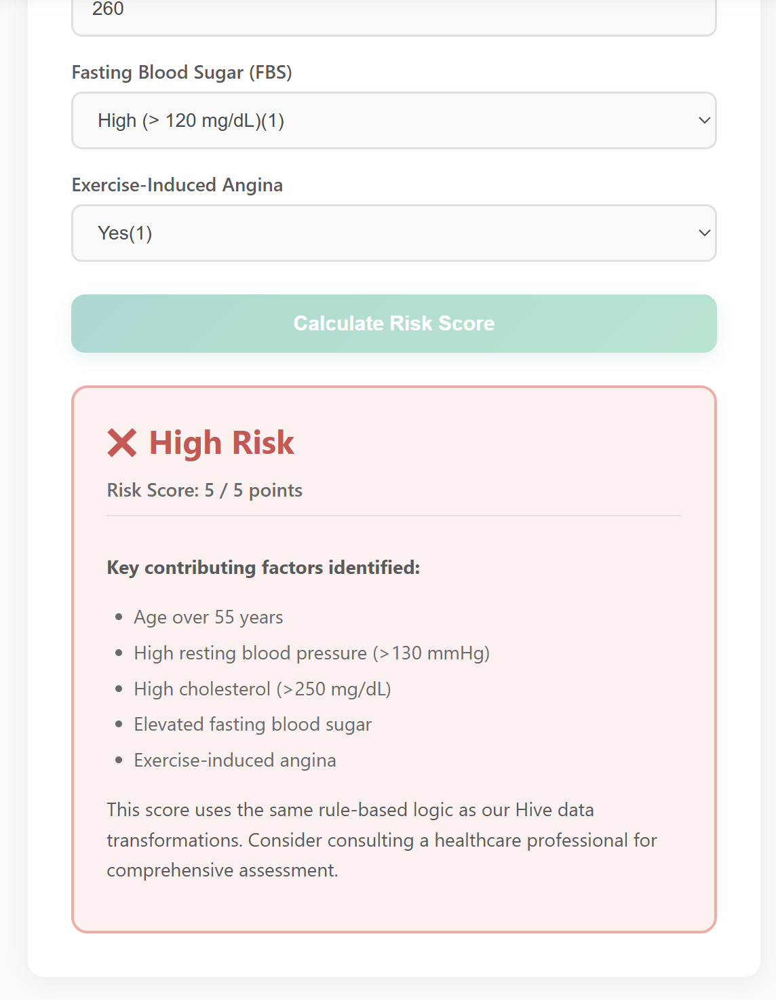 260
Fasting Blood Sugar (FBS)
High (> 120 mg/dL)(1)
Exercise-Induced Angina
Yes(1)
Calculate Risk Score
❌ High Risk
Risk Score: 5 / 5 points
Key contributing factors identified:
• Age over 55 years
• High resting blood pressure (>130 mmHg)
• High cholesterol (>250 mg/dL)
• Elevated fasting blood sugar
• Exercise-induced angina
This score uses the same rule-based logic as our Hive data
transformations. Consider consulting a healthcare professional for
comprehensive assessment.